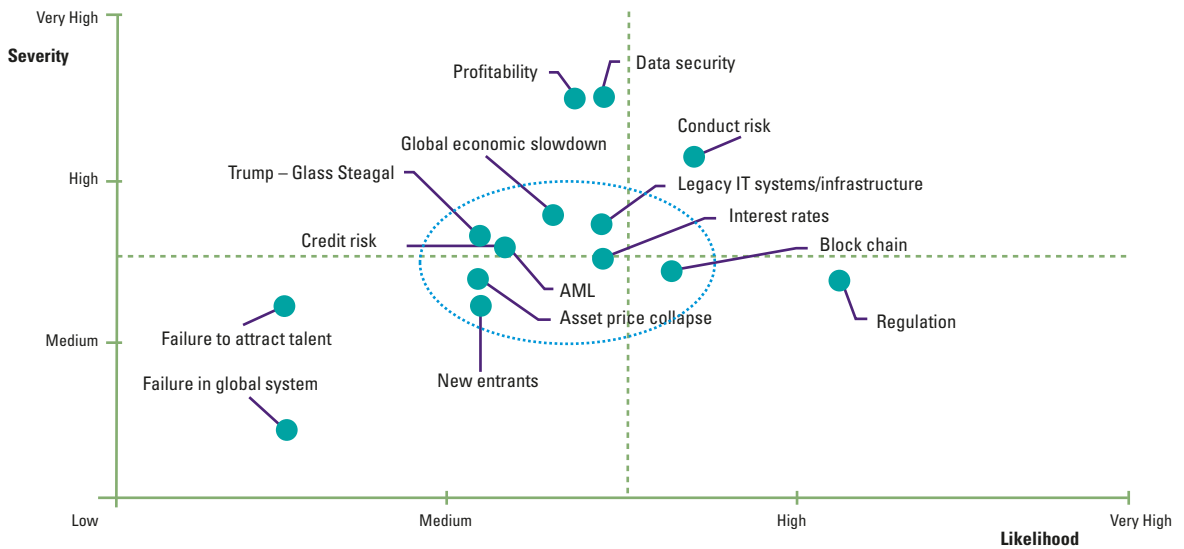 Very High
Severity
Data security
Profitability
Conduct risk
Global economic slowdown
Trump – Glass Steagal
High
Legacy IT systems/infrastructure
Interest rates
Credit risk
Block chain
AML
Asset price collapse
Regulation
Failure to attract talent
Medium
New entrants
Failure in global system
Low
Medium
High
Very High
Likelihood